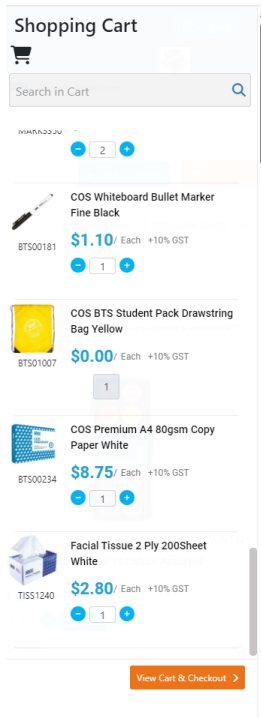 Shopping Cart
Search in Cart
MARKS350
2
COS Whiteboard Bullet Marker
Fine Black
BTS00181
$1.10/ Each +10% GST
1
COS BTS Student Pack Drawstring
Bag Yellow
BTS01007
$0.00/ Each +10% GST
1
COS Premium A4 80gsm Copy
Paper White
BTS00234
$8.75/ Each +10% GST
1
Facial Tissue 2 Ply 200Sheet
White
TISS1240
$2.80/ Each +10% GST
1
View Cart & Checkout